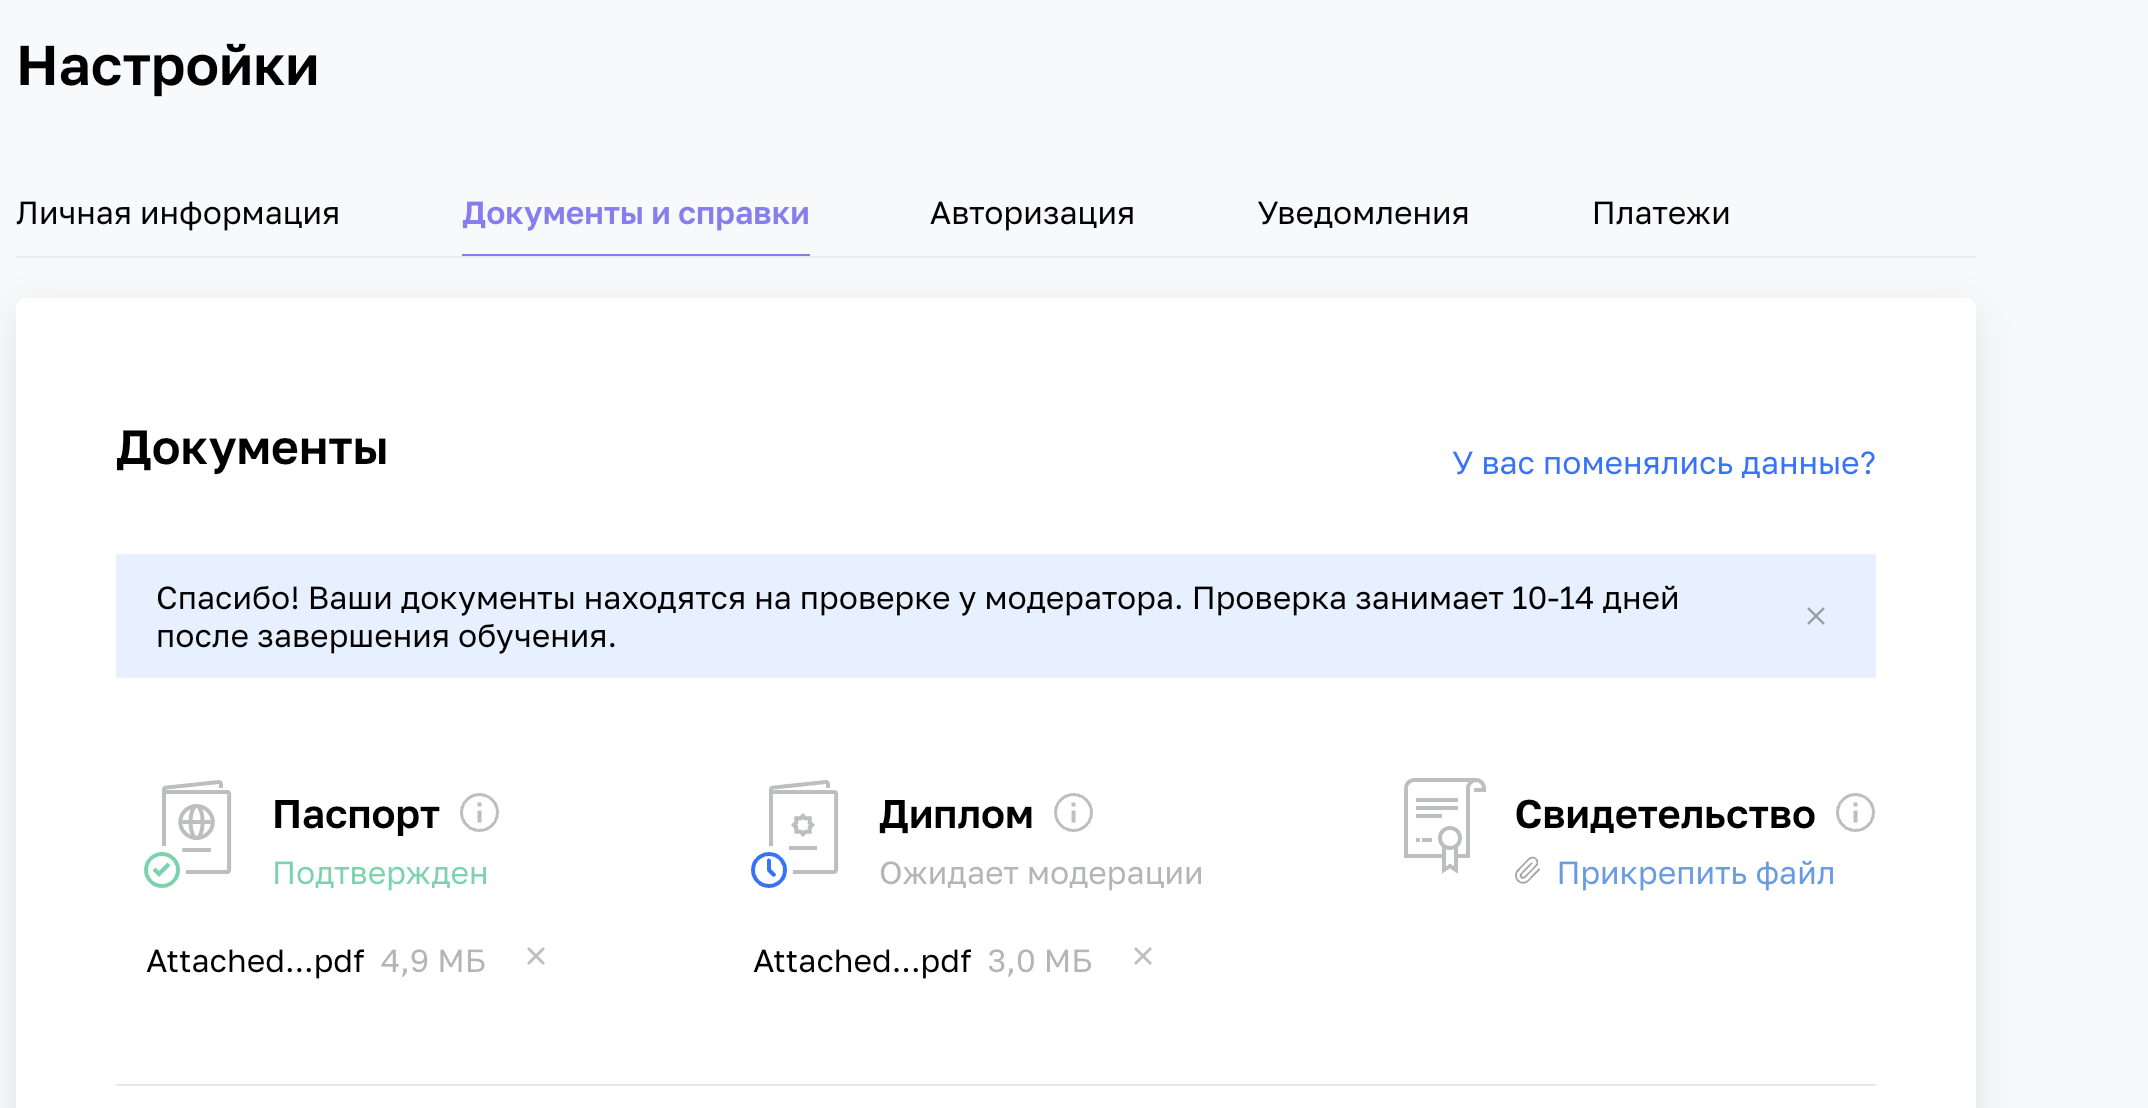 Настройки
Личная информация Документы и справки Авторизация Уведомления Платежи
Документы
У вас поменялись данные?
Спасибо! Ваши документы находятся на проверке у модератора. Проверка занимает 10-14 дней
после завершения обучения.
Паспорт
Подтвержден
Attached...pdf 4,9 МБ
Диплом
Ожидает модерации
Attached...pdf 3,0 МБ
Свидетельство
Прикрепить файл